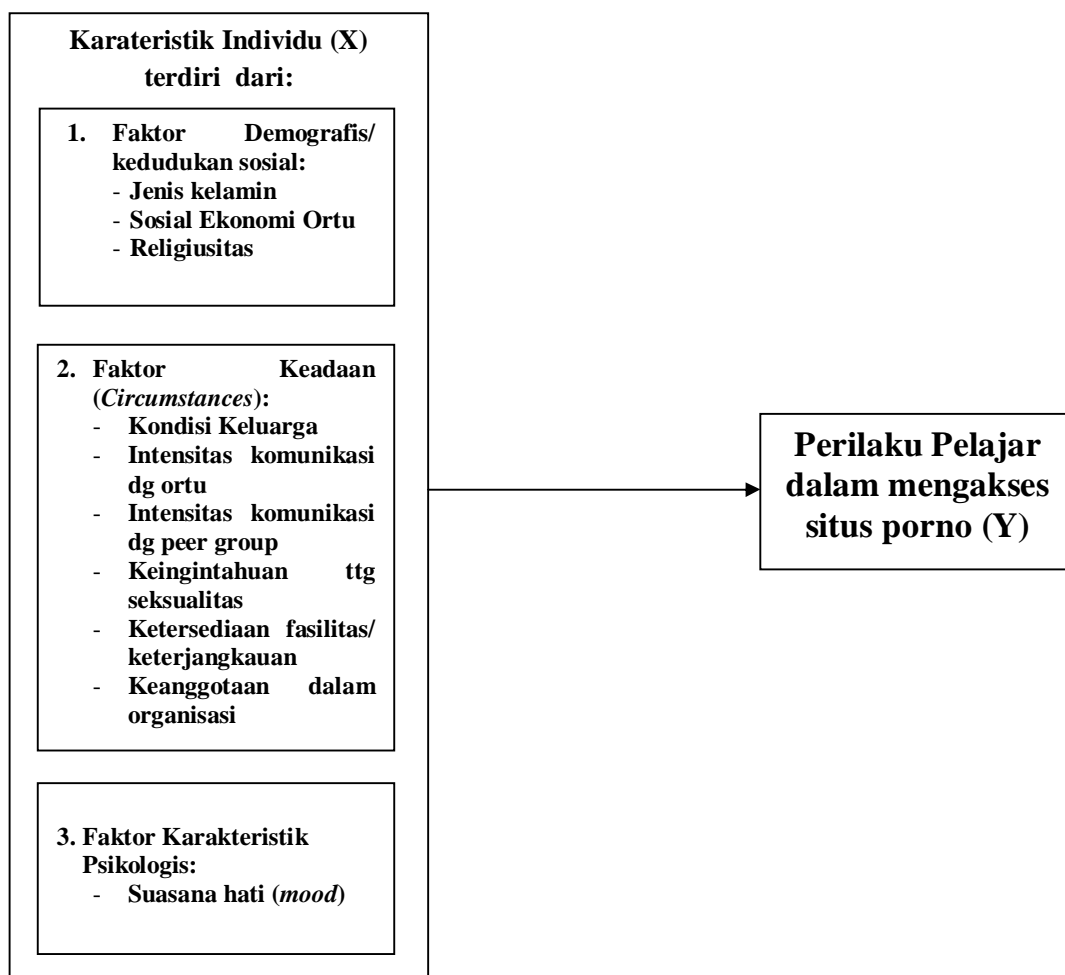 Karateristik Individu (X)
terdiri dari:
1. Faktor Demografis/
kedudukan sosial:
- Jenis kelamin
- Sosial Ekonomi Ortu
- Religiusitas
2. Faktor Keadaan
(Circumstances):
- Kondisi Keluarga
- Intensitas komunikasi
dg ortu
- Intensitas komunikasi
dg peer group
- Keingintahuan ttg
seksualitas
- Ketersediaan fasilitas/
keterjangkauan
- Keanggotaan dalam
organisasi
3. Faktor Karakteristik
Psikologis:
- Suasana hati (mood)
Perilaku Pelajar
dalam mengakses
situs porno (Y)